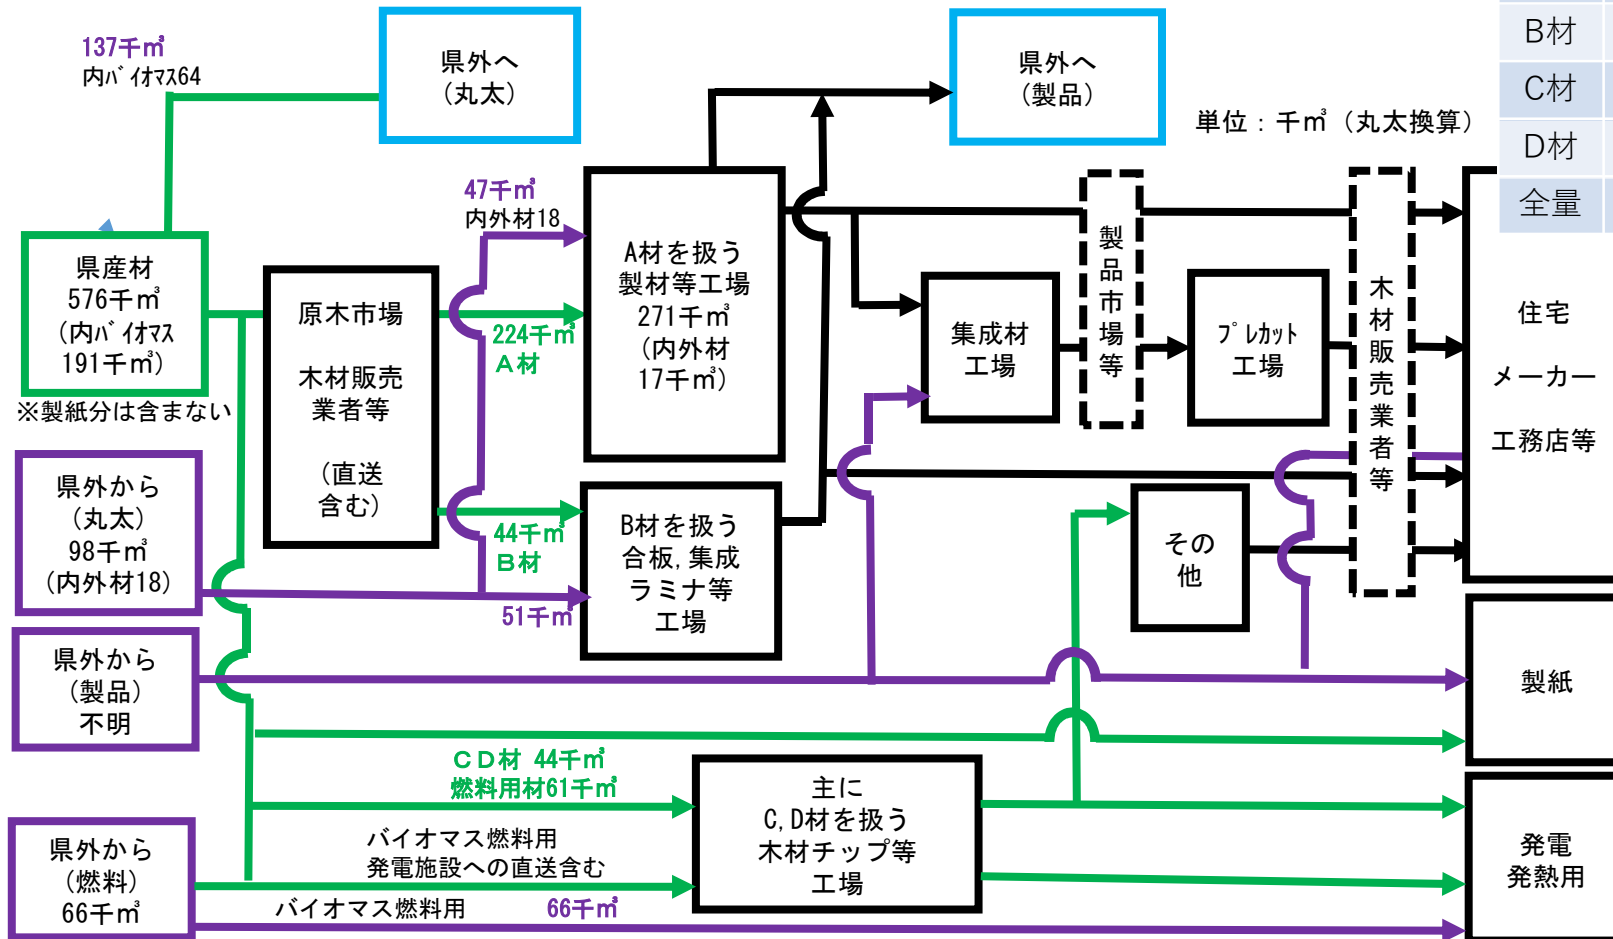 137千㎥
内ﾊﾞｲｵﾏｽ64
県外へ
(丸太)
県外へ
(製品)
単位：千㎥（丸太換算）
B材
C材
D材
全量
県産材
576千㎥
(内ﾊﾞｲｵﾏｽ
191千㎥)
※製紙分は含まない
原木市場
木材販売
業者等
(直送
含む)
47千㎥
内外材18
224千㎥
A材
44千㎥
B材
51千㎥
A材を扱う
製材等工場
271千㎥
(内外材
17千㎥)
B材を扱う
合板,集成
ラミナ等
工場
集成材
工場
製品市場等
ﾌﾟﾚｶｯﾄ
工場
木材販売業者等
住宅
メーカー
工務店等
その
他
県外から
(丸太)
98千㎥
(内外材18)
県外から
(製品)
不明
県外から
(燃料)
66千㎥
CD材 44千㎥
燃料用材61千㎥
バイオマス燃料用
発電施設への直送含む
バイオマス燃料用
66千㎥
主に
C,D材を扱う
木材チップ等
工場
製紙
発電
発熱用